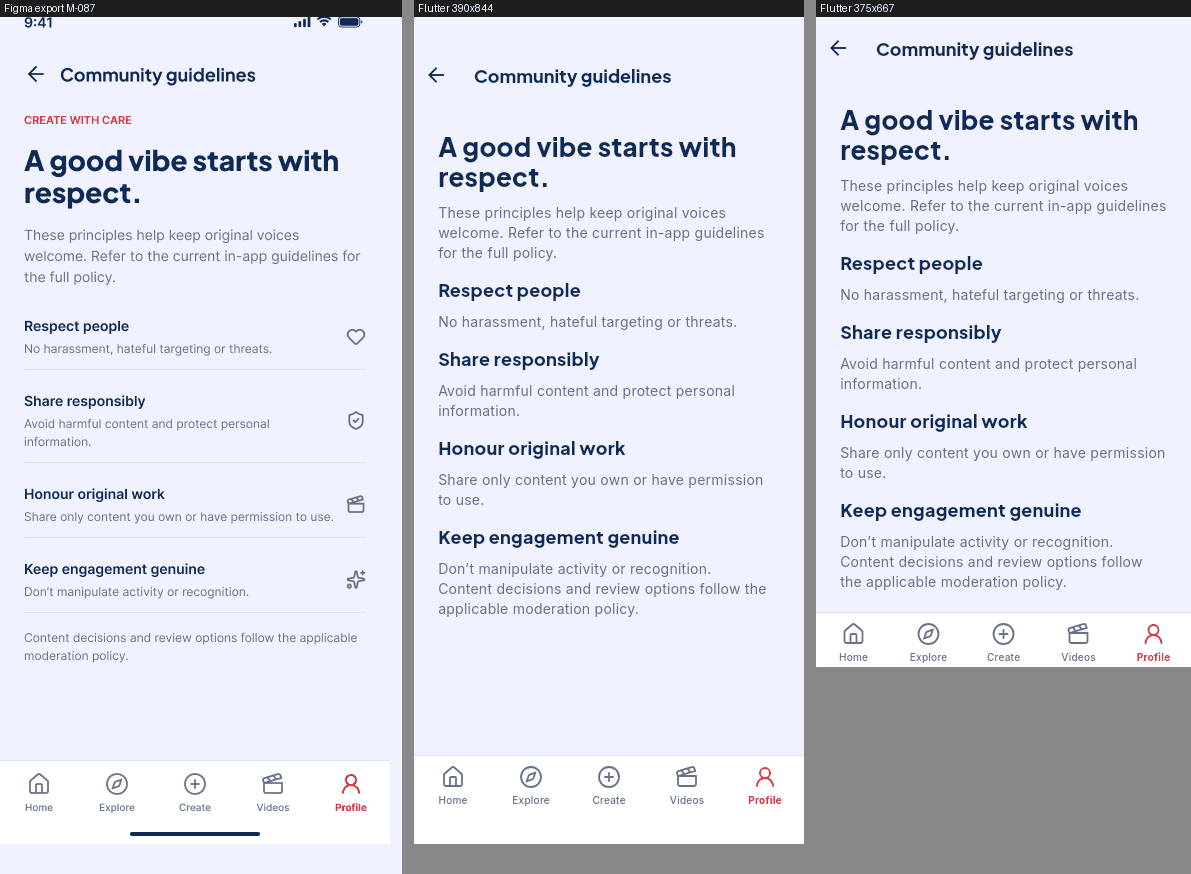 Figma export M-087
9:41
Community guidelines
CREATE WITH CARE
A good vibe starts with
respect.
These principles help keep original voices
welcome. Refer to the current in-app guidelines for
the full policy.
Respect people
No harassment, hateful targeting or threats.
Share responsibly
Avoid harmful content and protect personal
information.
Honour original work
Share only content you own or have permission to use.
Keep engagement genuine
Don’t manipulate activity or recognition.
Content decisions and review options follow the applicable
moderation policy.
Home Explore Create Videos Profile
Flutter 390x844
Community guidelines
A good vibe starts with
respect.
These principles help keep original voices
welcome. Refer to the current in-app guidelines
for the full policy.
Respect people
No harassment, hateful targeting or threats.
Share responsibly
Avoid harmful content and protect personal
information.
Honour original work
Share only content you own or have permission
to use.
Keep engagement genuine
Don’t manipulate activity or recognition.
Content decisions and review options follow the
applicable moderation policy.
Home Explore Create Videos Profile
Flutter 375x667
Community guidelines
A good vibe starts with
respect.
These principles help keep original voices
welcome. Refer to the current in-app guidelines
for the full policy.
Respect people
No harassment, hateful targeting or threats.
Share responsibly
Avoid harmful content and protect personal
information.
Honour original work
Share only content you own or have permission
to use.
Keep engagement genuine
Don’t manipulate activity or recognition.
Content decisions and review options follow
the applicable moderation policy.
Home Explore Create Videos Profile